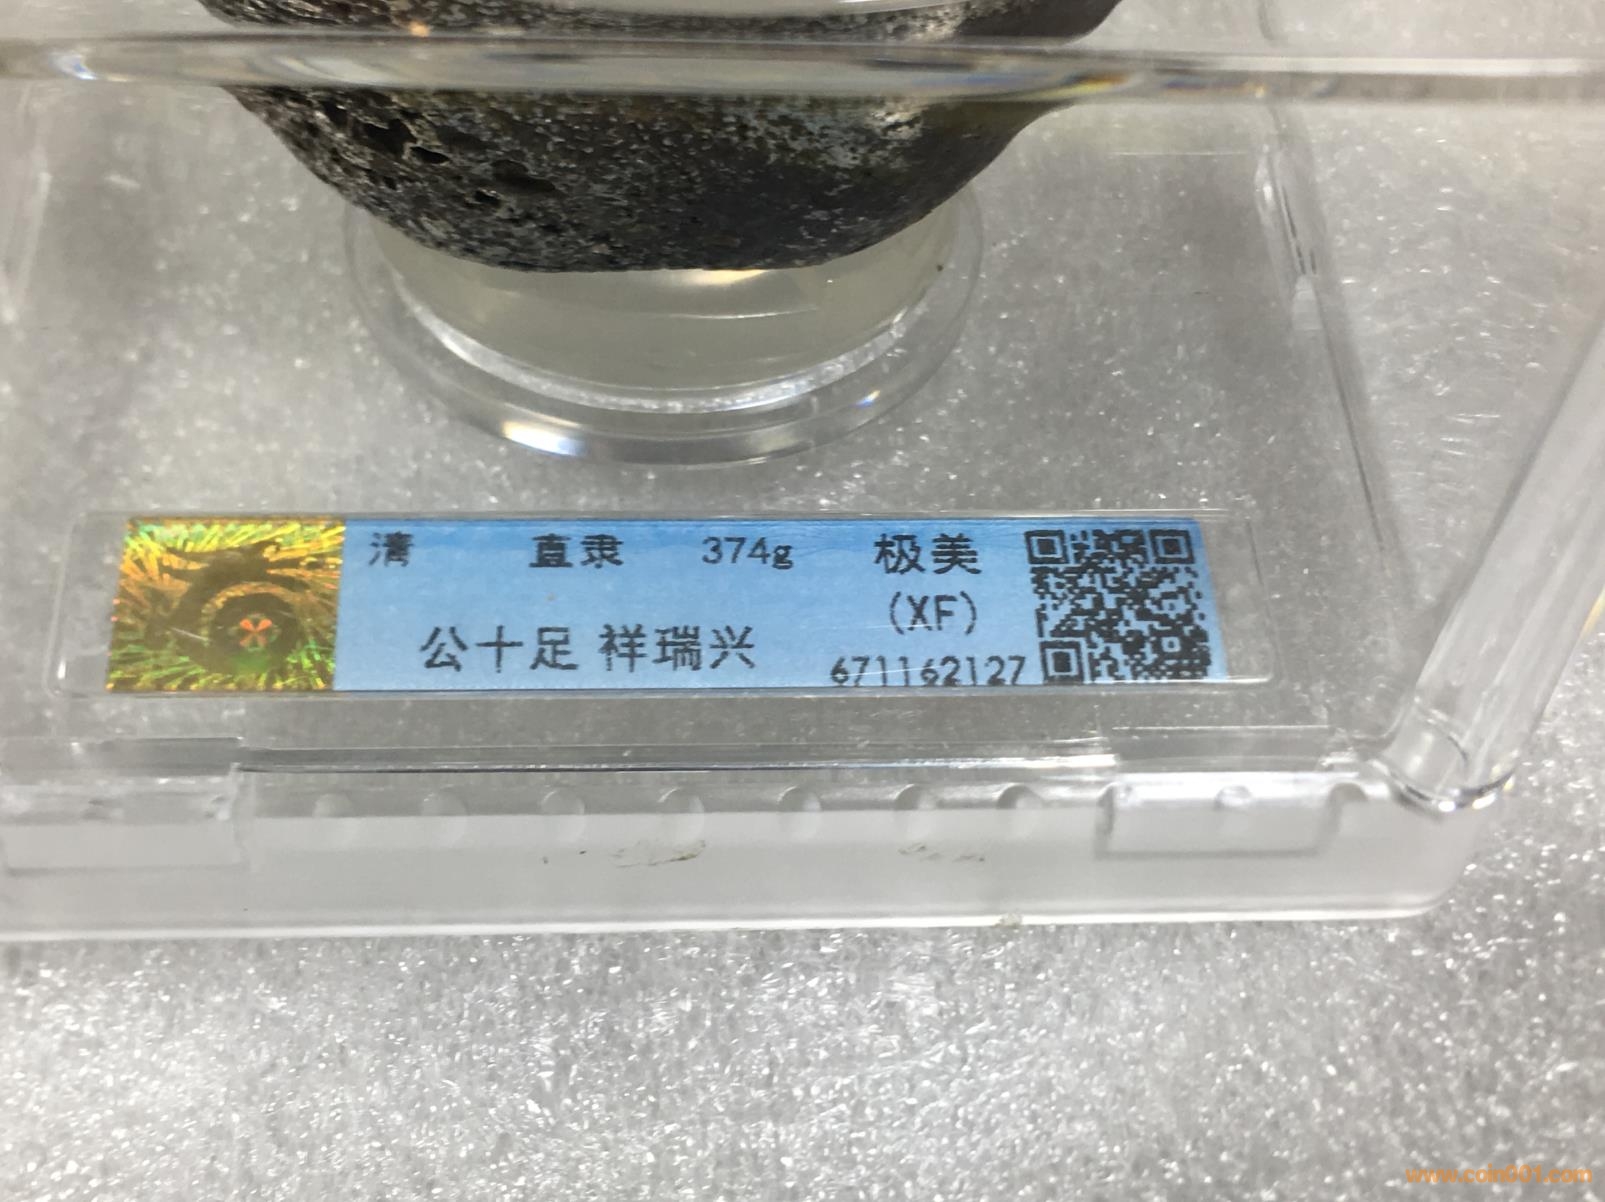 清 直隶 374g 极美
(XF)
公十足 祥瑞兴
671162127
www.coin001.com